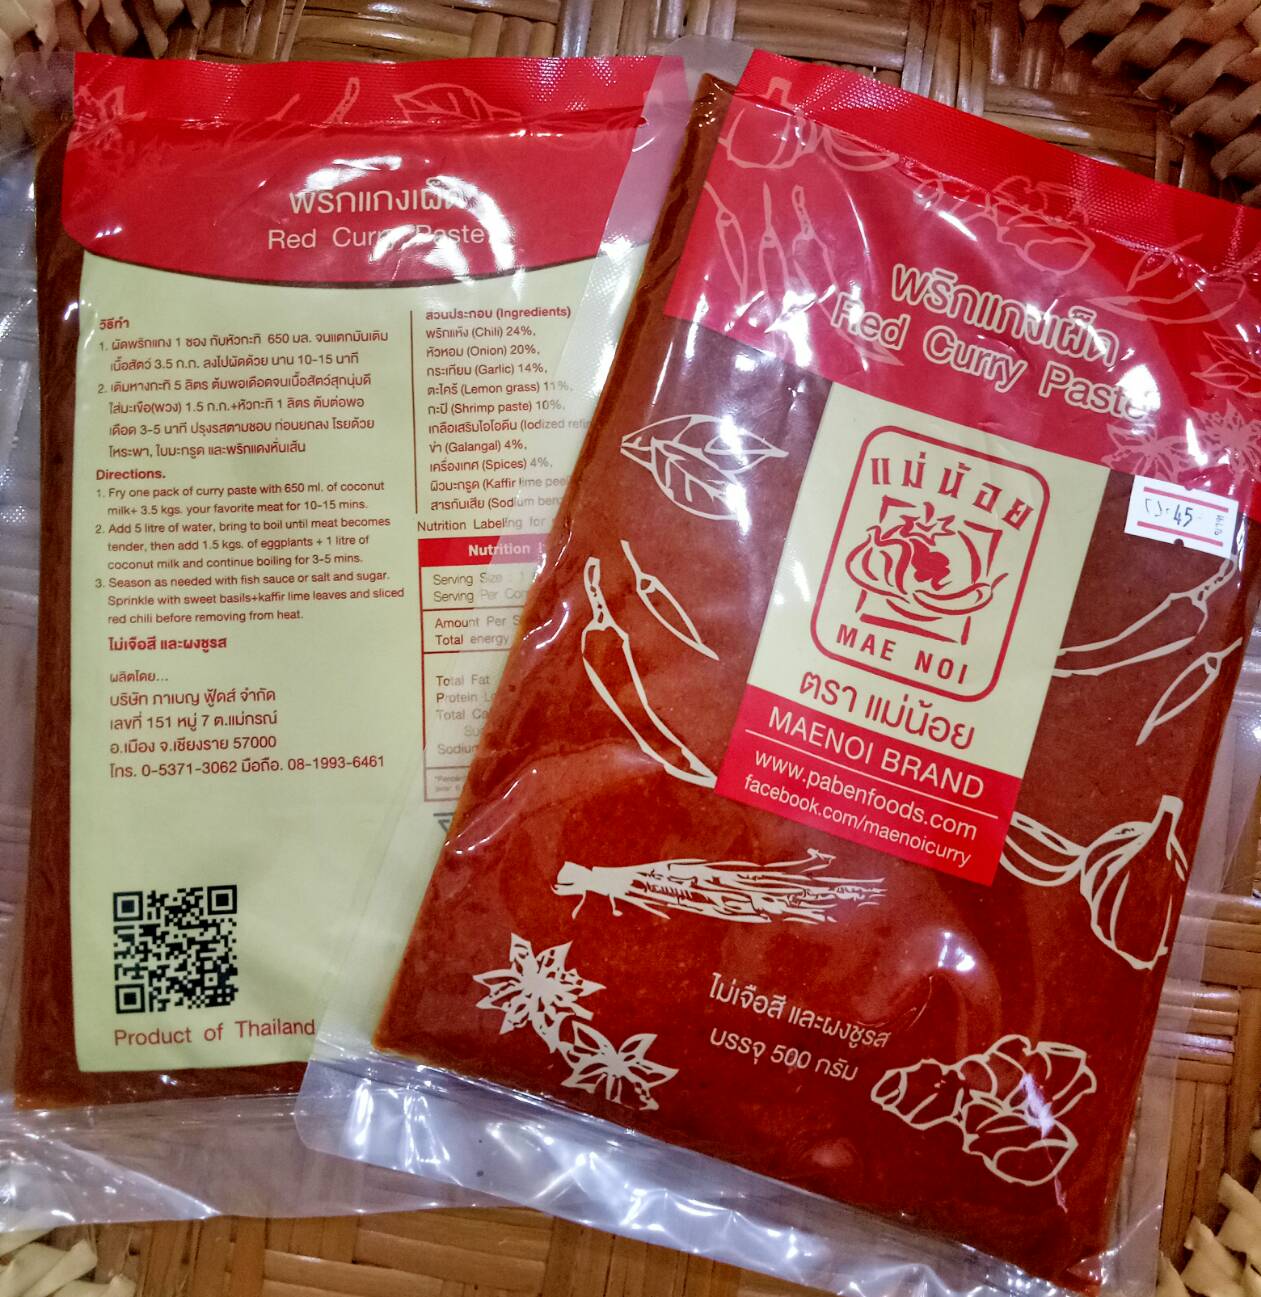 พริกแกงเผ็ด
Red Curry Paste
วิธีทำ
1. ผัดพริกแกง 1 ซอง กับหัวกะทิ 650 มล. จนแตกมันเติม
เนื้อสัตว์ 3.5 ก.ก. ลงไปผัดด้วย นาน 10-15 นาที
2. เติมหางกะทิ 5 ลิตร ต้มพอเดือดจนเนื้อสัตว์สุกนุ่มดี
ใส่มะเขือ(พวง) 1.5 ก.ก.+หัวกะทิ 1 ลิตร ต้มต่อพอ
เดือด 3-5 นาที ปรุงรสตามชอบ ก่อนยกลง โรยด้วย
โหระพา, ใบมะกรูด และพริกแดงหั่นเส้น
Directions.
1. Fry one pack of curry paste with 650 ml. of coconut
milk+ 3.5 kgs. your favorite meat for 10-15 mins.
2. Add 5 litre of water, bring to boil until meat becomes
tender, then add 1.5 kgs. of eggplants + 1 litre of
coconut milk and continue boiling for 3-5 mins.
3. Season as needed with fish sauce or salt and sugar.
Sprinkle with sweet basils+kaffir lime leaves and sliced
red chili before removing from heat.
ไม่เจือสี และผงชูรส
ผลิตโดย...
บริษัท ภาเบญ ฟู้ดส์ จำกัด
เลขที่ 151 หมู่ 7 ต.แม่กรณ์
อ.เมือง จ.เชียงราย 57000
โทร. 0-5371-3062 มือถือ. 08-1993-6461
Product of Thailand
ส่วนประกอบ (Ingredients)
พริกแห้ง (Chili) 24%,
หัวหอม (Onion) 20%,
กระเทียม (Garlic) 14%,
ตะไคร้ (Lemon grass) 11%,
กะปิ (Shrimp paste) 10%,
เกลือเสริมไอโอดีน (Iodized
ข่า (Galangal) 4%,
เครื่องเทศ (Spices) 4%,
ผิวมะกรูด (Kaffir lime peel
สารกันเสีย (Sodium
Nutrition Labeling for
Nutrition
Serving Size
Serving Per
Amount Per
Total energy
Total Fat
Protein
Total
Sodium
พริกแกงเผ็ด
Red Curry Paste
45
แม่น้อย
MAE NOI
ตรา แม่น้อย
MAENOI BRAND
www.pabenfoods.com
facebook.com/maenoicurry
ไม่เจือสี และผงชูรส
บรรจุ 500 กรัม